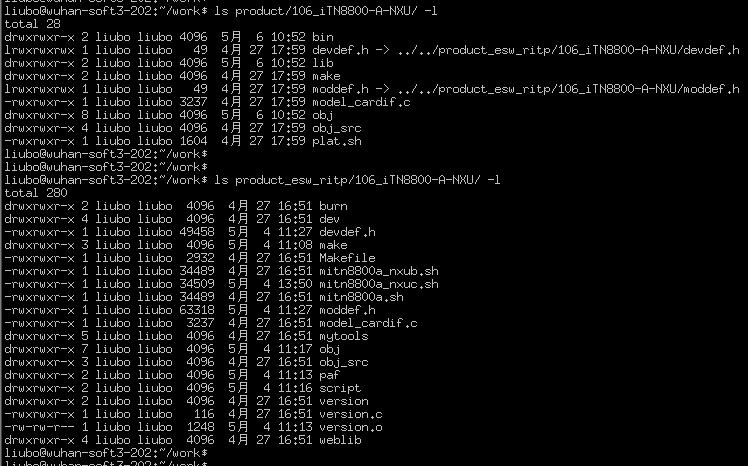 liubo@wuhan-soft3-202:~/work$ ls product/106_iTN8800-A-NXU/ -l
total 28
drwxrwxr-x 2 liubo liubo 4096 5月 6 10:52 bin
lrwxrwxrwx 1 liubo liubo 49 4月 27 17:59 devdef.h -> ../../product_esw_ritp/106_iTN8800-A-NXU/devdef.h
drwxrwxr-x 2 liubo liubo 4096 4月 27 17:59 lib
drwxrwxr-x 2 liubo liubo 4096 4月 27 17:59 make
lrwxrwxrwx 1 liubo liubo 49 4月 27 17:59 moddef.h -> ../../product_esw_ritp/106_iTN8800-A-NXU/moddef.h
-rwxrwxr-x 1 liubo liubo 3237 4月 27 17:59 model_cardif.c
drwxrwxr-x 8 liubo liubo 4096 5月 6 10:52 obj
drwxrwxr-x 4 liubo liubo 4096 4月 27 17:59 obj_src
-rwxrwxr-x 1 liubo liubo 1604 4月 27 17:59 plat.sh
liubo@wuhan-soft3-202:~/work$
liubo@wuhan-soft3-202:~/work$
liubo@wuhan-soft3-202:~/work$ ls product_esw_ritp/106_iTN8800-A-NXU/ -l
total 280
drwxrwxr-x 2 liubo liubo 4096 4月 27 16:51 burn
drwxrwxr-x 4 liubo liubo 4096 4月 27 16:51 dev
-rwxrwxr-x 1 liubo liubo 49458 5月 4 11:27 devdef.h
drwxrwxr-x 3 liubo liubo 4096 5月 4 11:08 make
-rwxrwxr-x 1 liubo liubo 2932 4月 27 16:51 Makefile
-rwxrwxr-x 1 liubo liubo 34489 4月 27 16:51 mitn8800a_nxub.sh
-rwxrwxr-x 1 liubo liubo 34509 5月 4 13:50 mitn8800a_nxuc.sh
-rwxrwxr-x 1 liubo liubo 34489 4月 27 16:51 mitn8800a.sh
-rwxrwxr-x 1 liubo liubo 63318 5月 4 11:27 moddef.h
-rwxrwxr-x 1 liubo liubo 3237 4月 27 16:51 model_cardif.c
drwxrwxr-x 5 liubo liubo 4096 4月 27 16:51 mytools
drwxrwxr-x 7 liubo liubo 4096 5月 4 11:17 obj
drwxrwxr-x 3 liubo liubo 4096 4月 27 16:51 obj_src
drwxrwxr-x 2 liubo liubo 4096 5月 4 11:13 paf
drwxrwxr-x 2 liubo liubo 4096 5月 4 11:16 script
drwxrwxr-x 2 liubo liubo 4096 4月 27 16:51 version
-rwxrwxr-x 1 liubo liubo 116 4月 27 16:51 version.c
-rw-rw-r-- 1 liubo liubo 1248 5月 4 11:13 version.o
drwxrwxr-x 4 liubo liubo 4096 4月 27 16:51 weblib
liubo@wuhan-soft3-202:~/work$